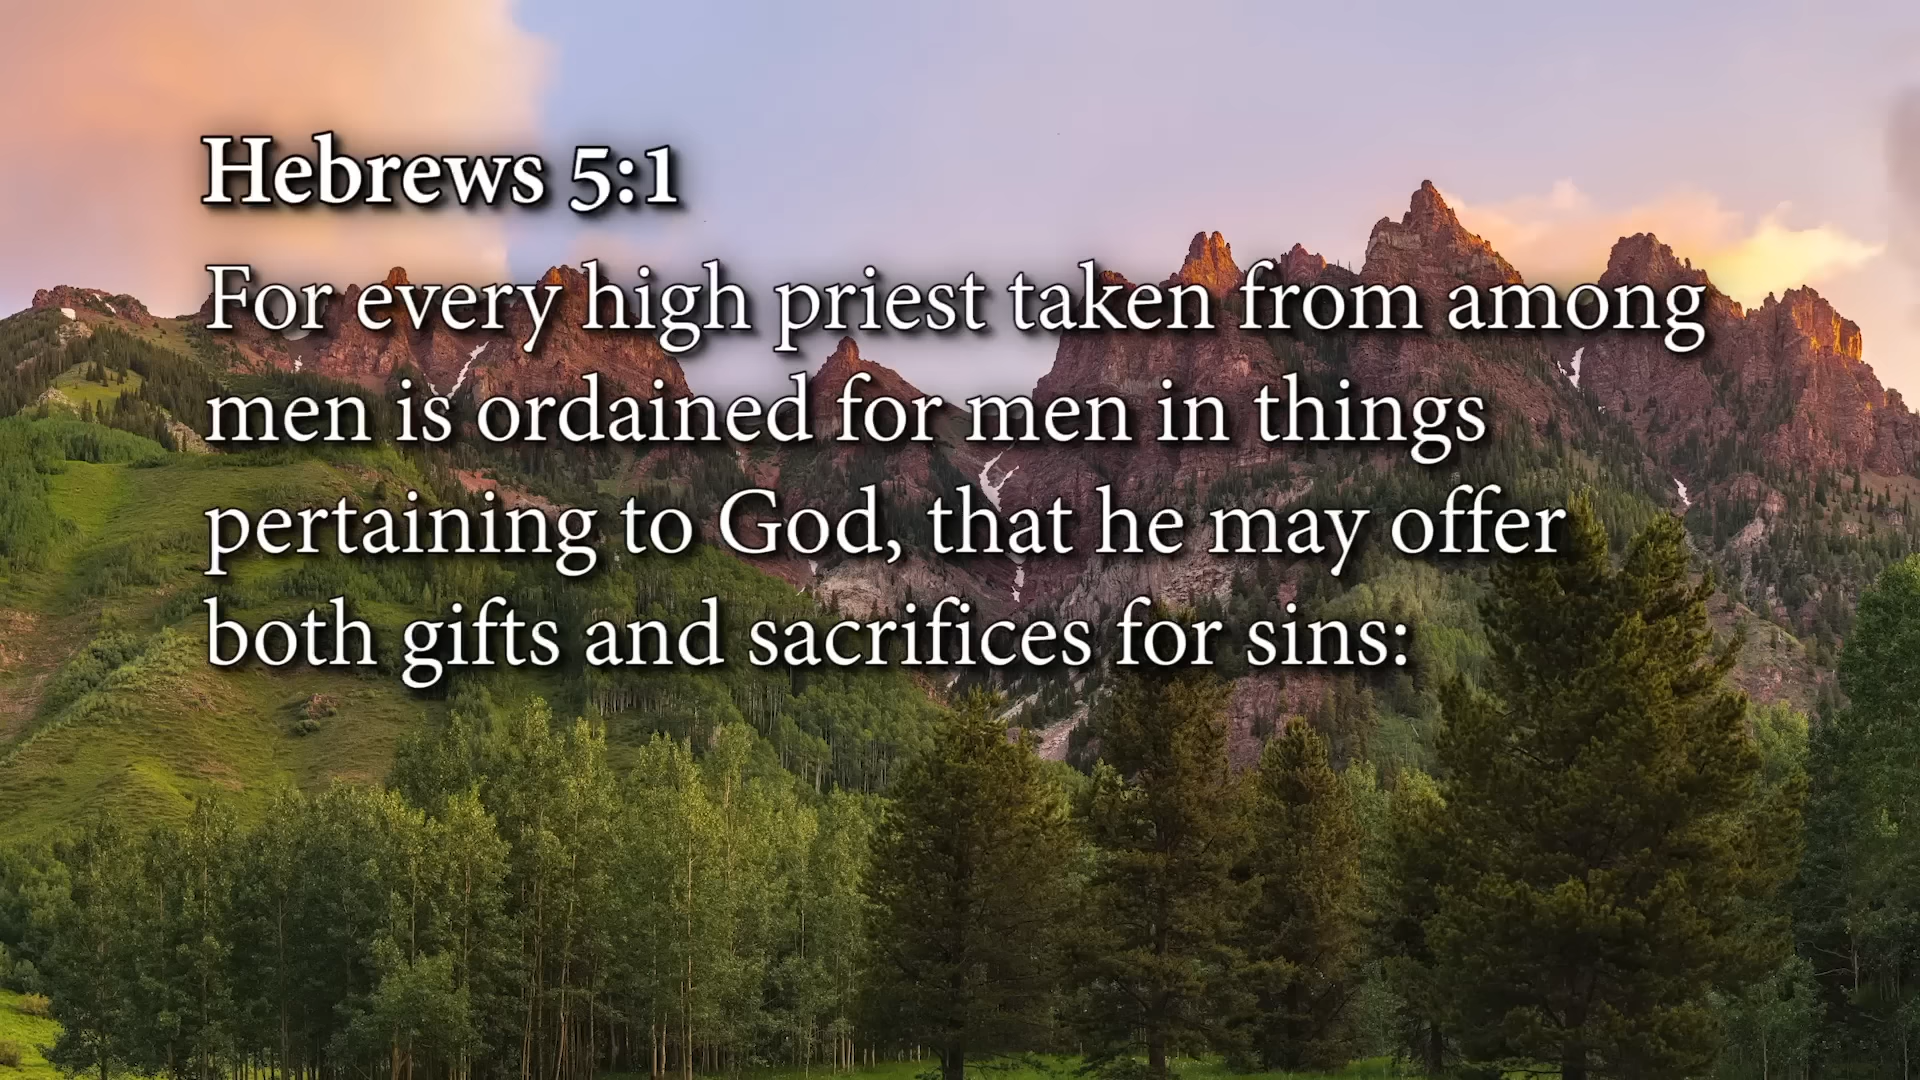 Hebrews 5:1
For every high priest taken from among
men is ordained for men in things
pertaining to God, that he may offer
both gifts and sacrifices for sins: